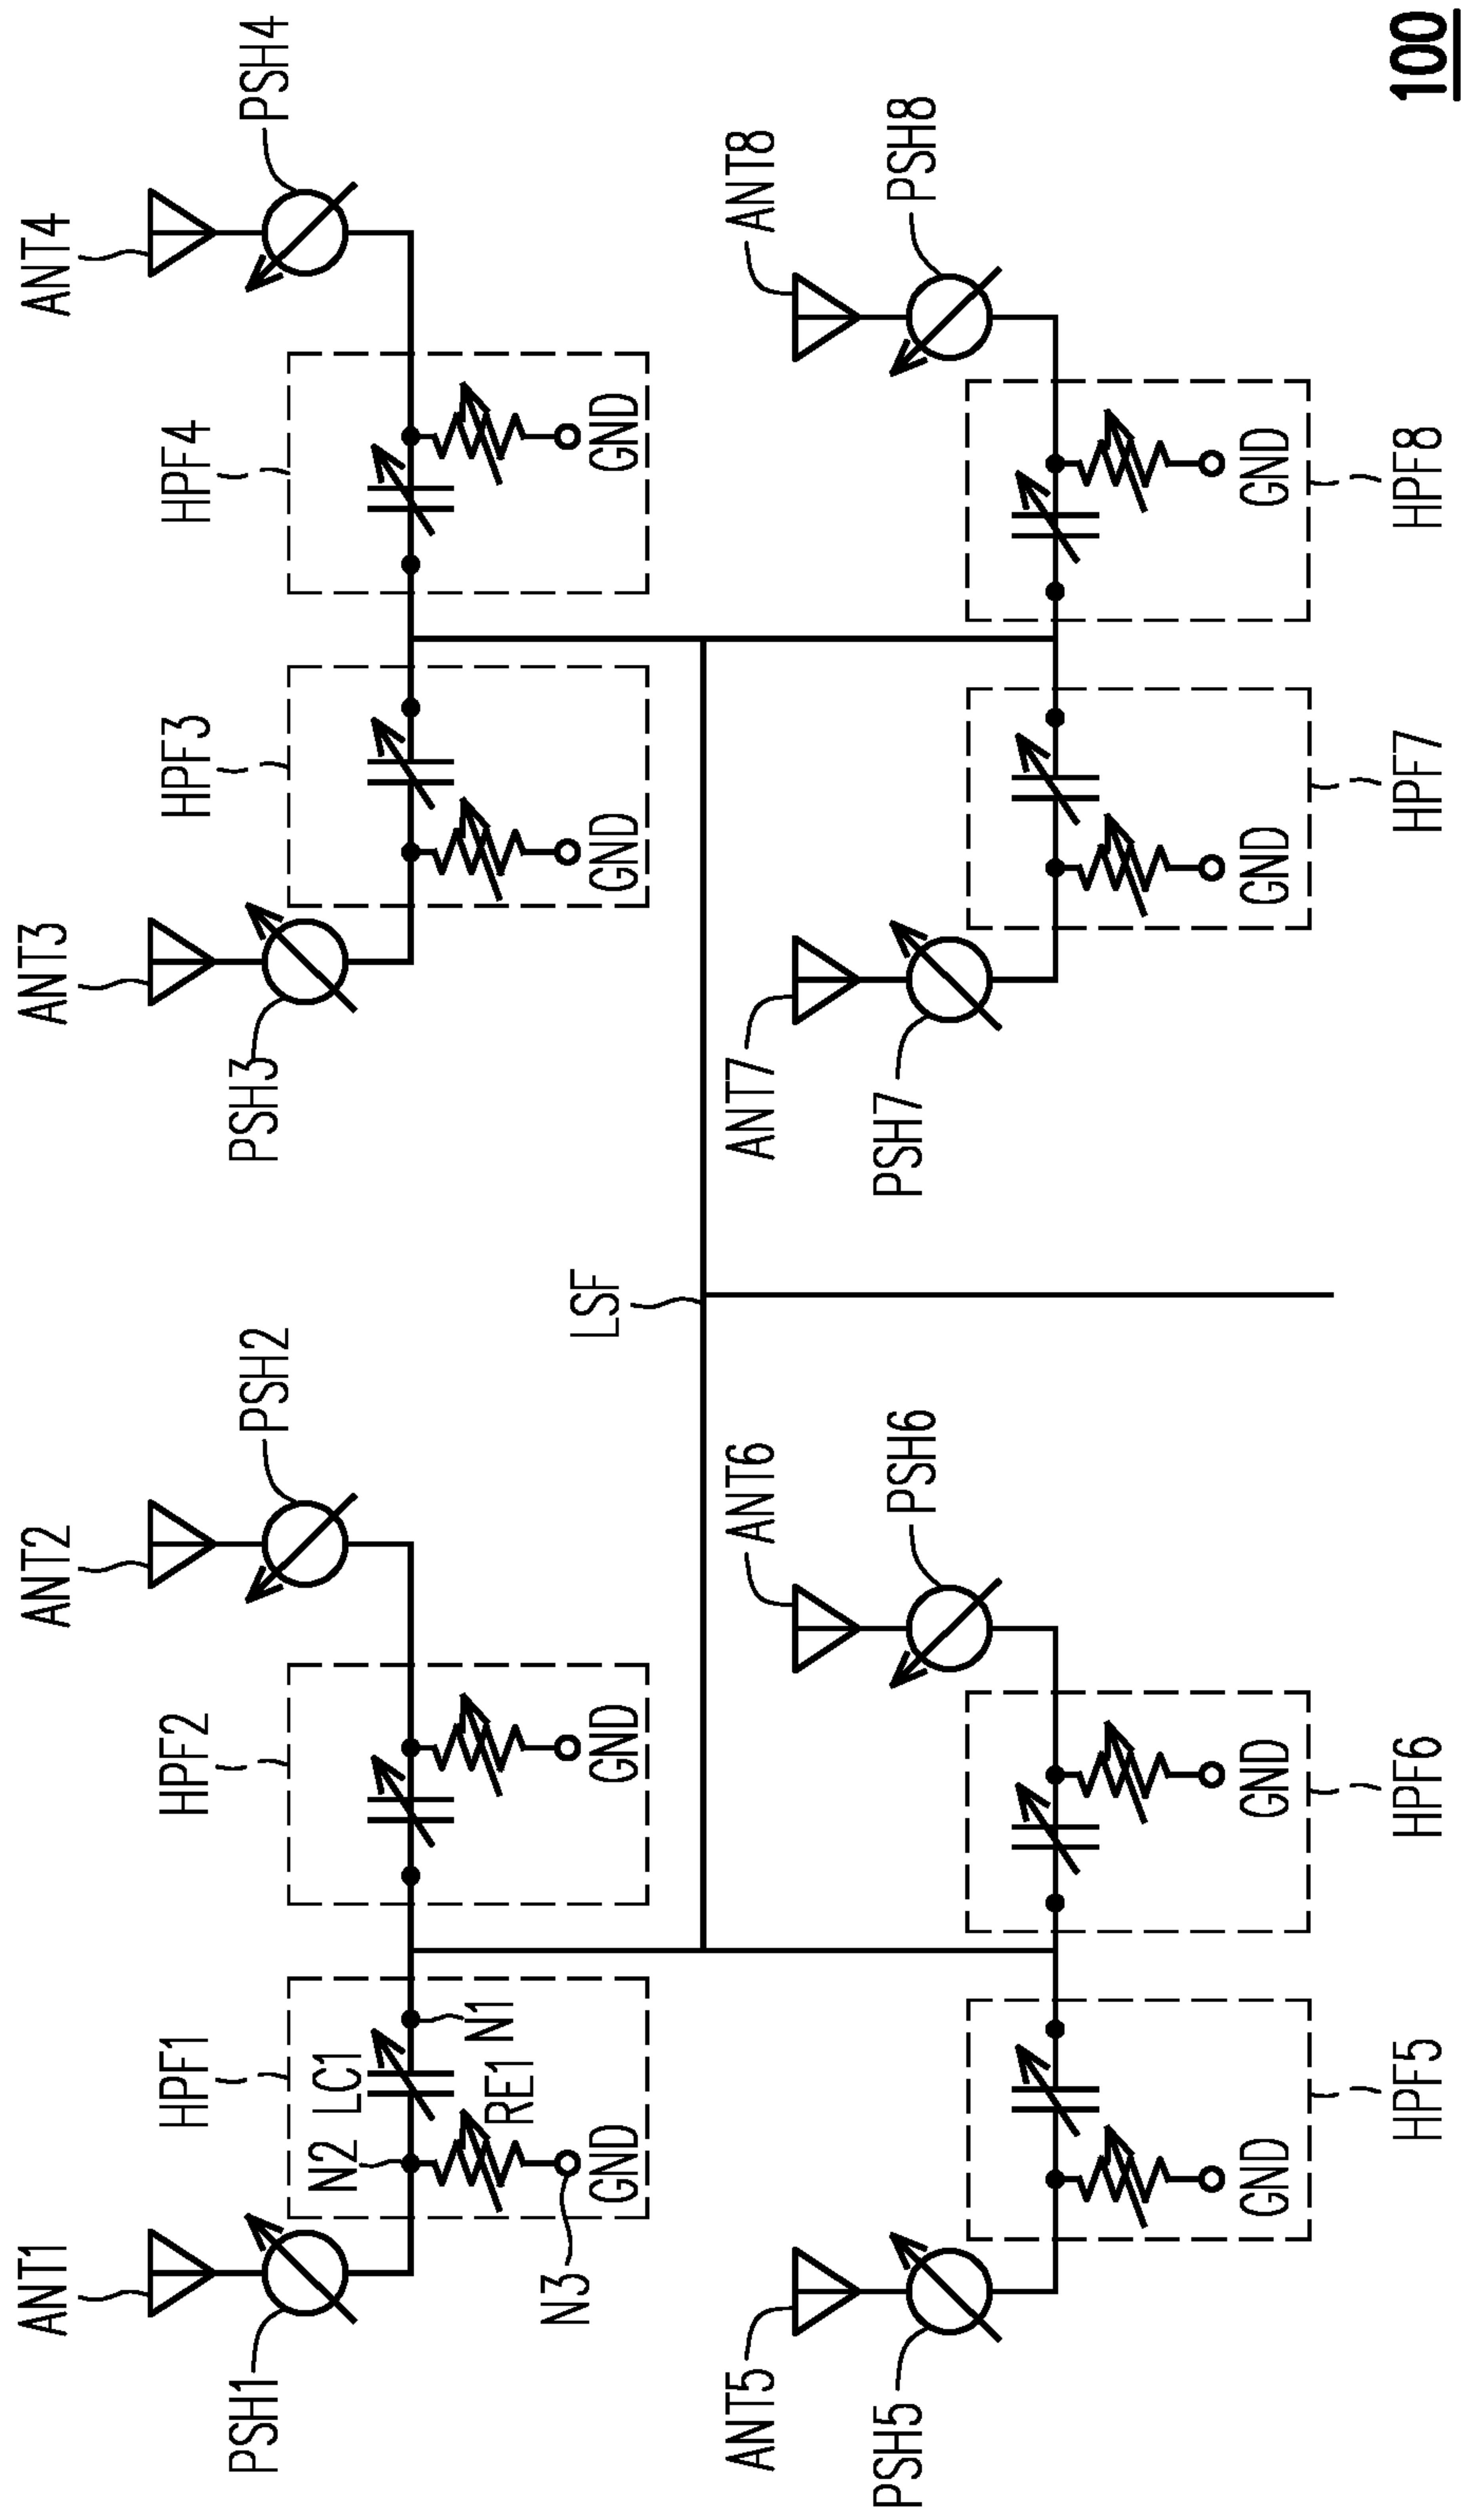 ANT1
ANT2
ANT3
ANT4
PSH1
HPF1
HPF2
PSH2
PSH3
HPF3
HPF4
PSH4
N2
LC1
N1
RE1
N3
GND
GND
LSF
GND
GND
ANT5
ANT6
ANT7
ANT8
PSH5
PSH6
PSH7
PSH8
GND
GND
GND
GND
HPF5
HPF6
HPF7
HPF8
100